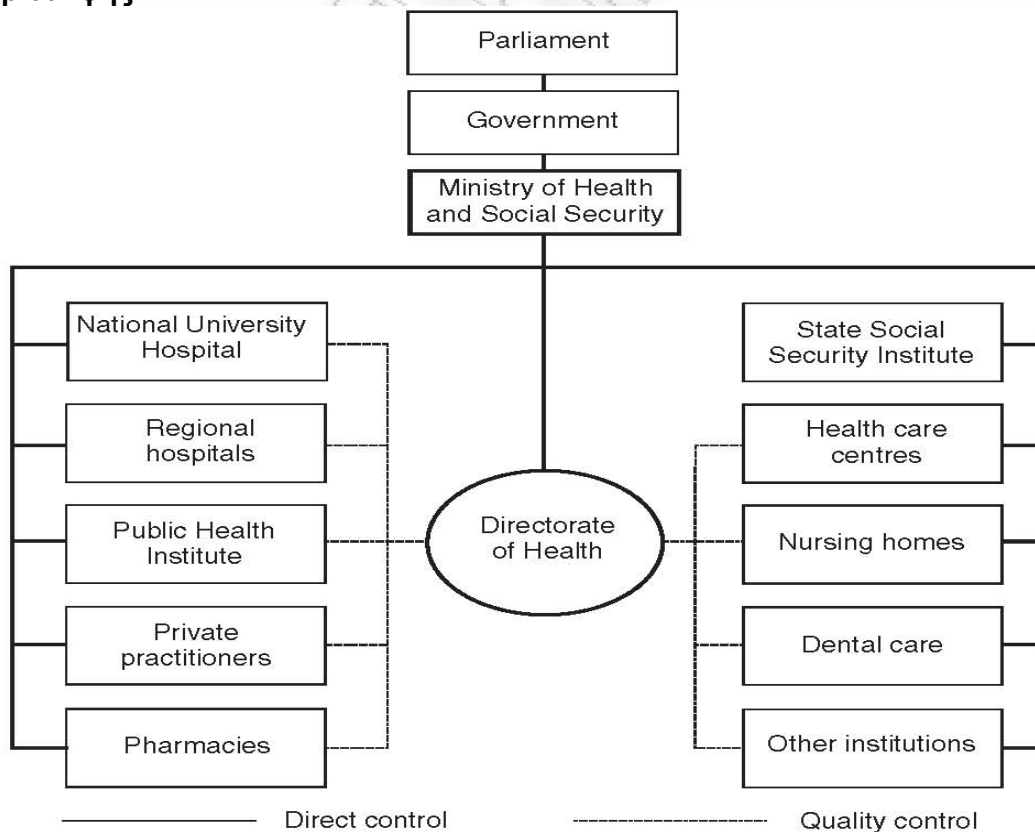 Parliament
Government
Ministry of Health
and Social Security
National University
Hospital
State Social
Security Institute
Regional
hospitals
Health care
centres
Public Health
Institute
Directorate
of Health
Nursing homes
Private
practitioners
Dental care
Pharmacies
Other institutions
Direct control
Quality control